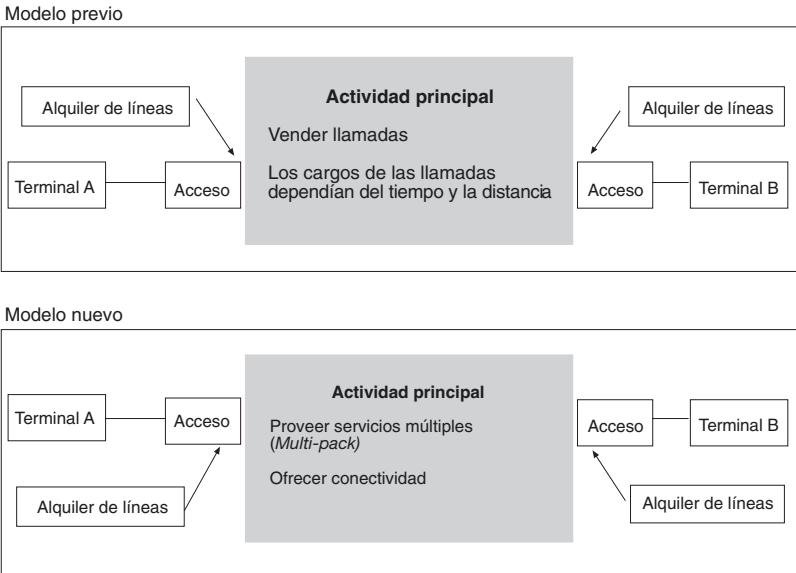 Modelo previo
Alquiler de líneas
Terminal A
Acceso
Actividad principal
Vender llamadas
Los cargos de las llamadas
dependían del tiempo y la distancia
Alquiler de líneas
Acceso
Terminal B
Modelo nuevo
Terminal A
Acceso
Alquiler de líneas
Actividad principal
Proveer servicios múltiples
(Multi-pack)
Ofrecer conectividad
Acceso
Terminal B
Alquiler de líneas